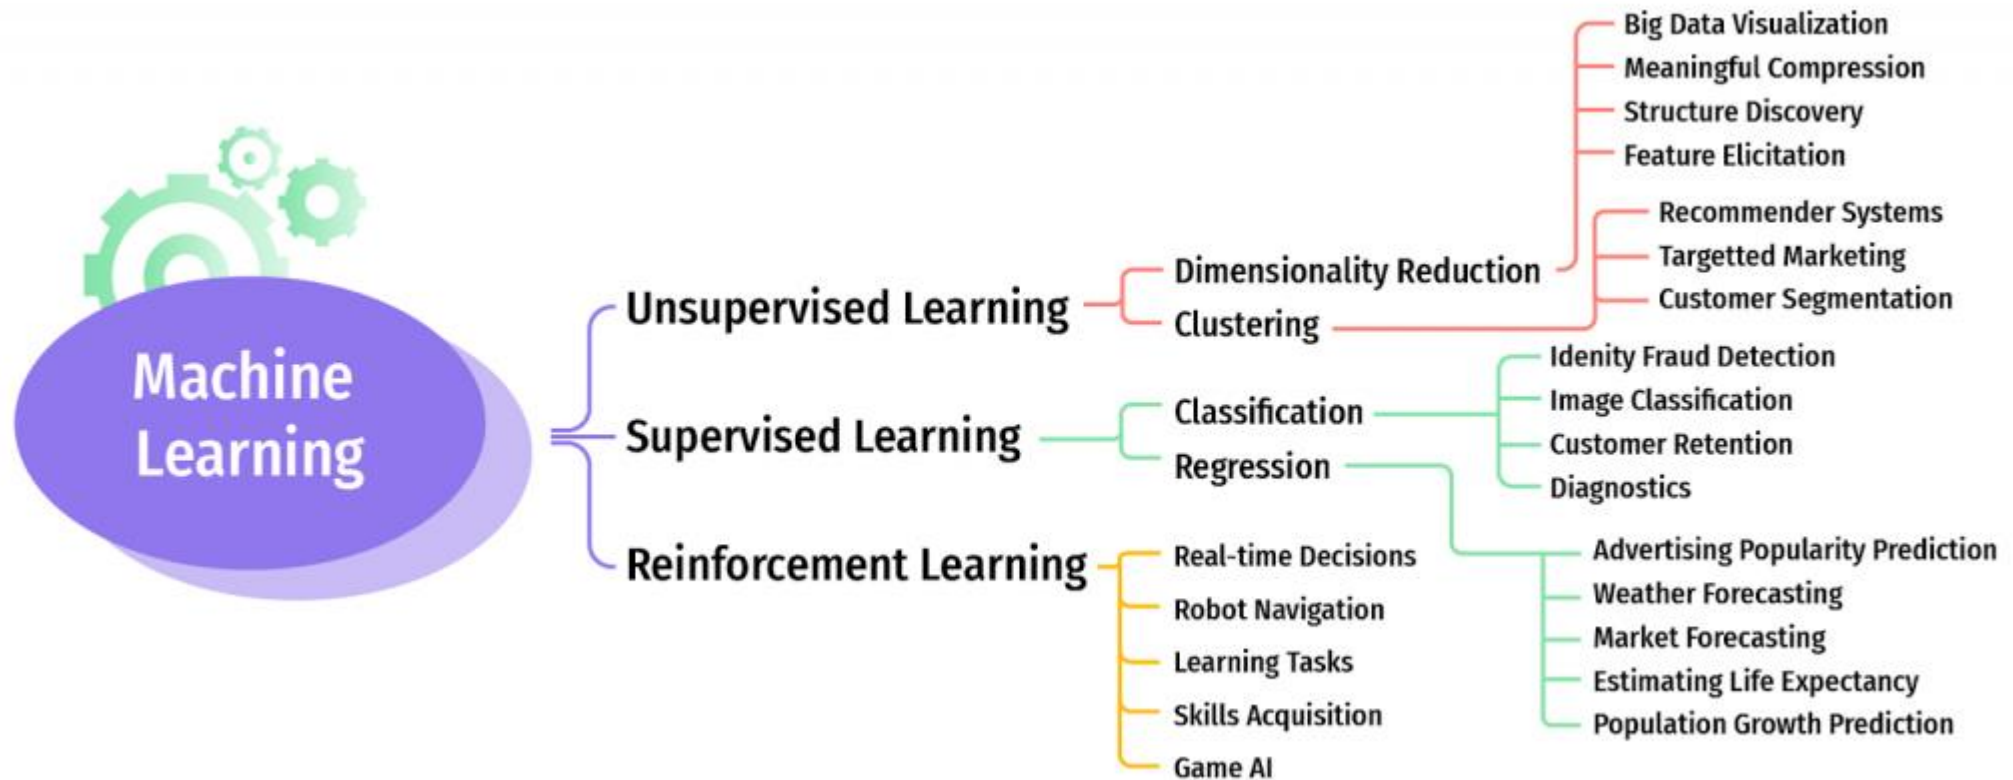 Machine
Learning
Unsupervised Learning
Dimensionality Reduction
Big Data Visualization
Meaningful Compression
Structure Discovery
Feature Elicitation
Clustering
Recommender Systems
Targetted Marketing
Customer Segmentation
Supervised Learning
Classification
Idenity Fraud Detection
Image Classification
Customer Retention
Diagnostics
Regression
Advertising Popularity Prediction
Weather Forecasting
Market Forecasting
Estimating Life Expectancy
Population Growth Prediction
Reinforcement Learning
Real-time Decisions
Robot Navigation
Learning Tasks
Skills Acquisition
Game AI